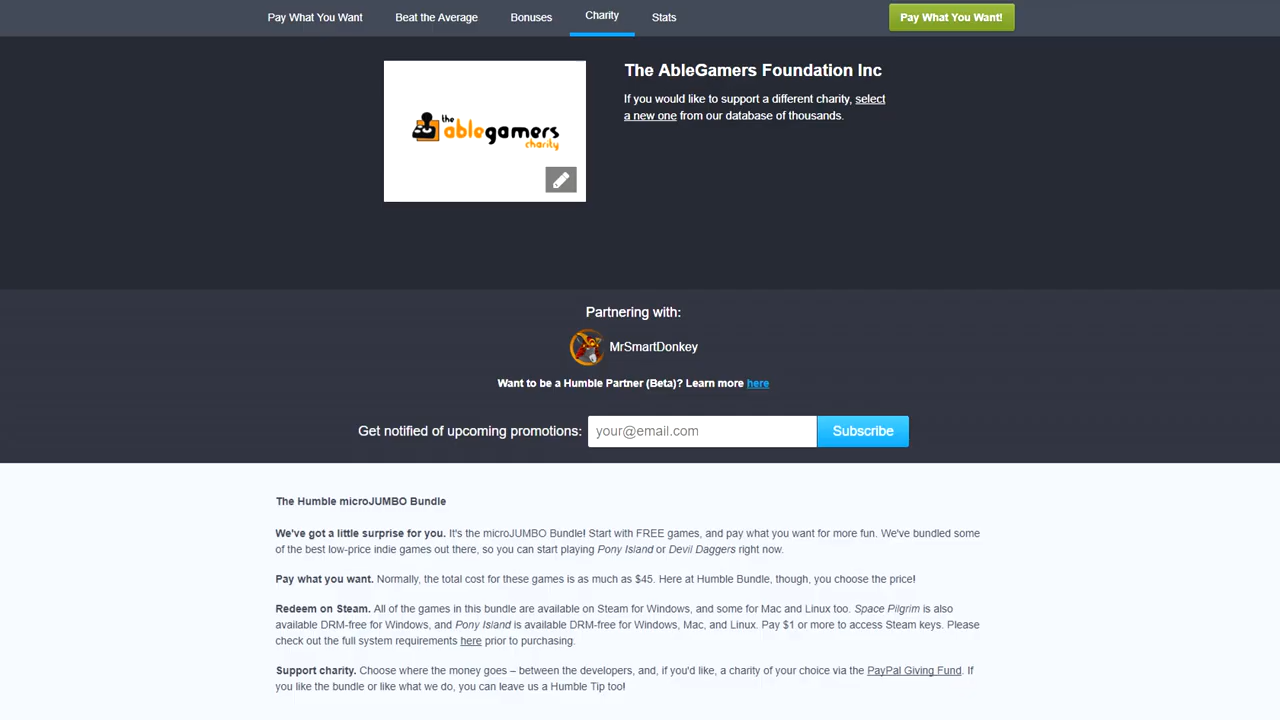 Pay What You Want
Beat the Average
Bonuses
Charity
Stats
Pay What You Want!
the
ablegamers
charity
The AbleGamers Foundation Inc
If you would like to support a different charity, select
a new one from our database of thousands.
Partnering with:
MrSmartDonkey
Want to be a Humble Partner (Beta)? Learn more here
Get notified of upcoming promotions:
your@email.com
Subscribe
The Humble microJUMBO Bundle
We've got a little surprise for you. It's the microJUMBO Bundle! Start with FREE games, and pay what you want for more fun. We've bundled some
of the best low-price indie games out there, so you can start playing Pony Island or Devil Daggers right now.
Pay what you want. Normally, the total cost for these games is as much as $45. Here at Humble Bundle, though, you choose the price!
Redeem on Steam. All of the games in this bundle are available on Steam for Windows, and some for Mac and Linux too. Space Pilgrim is also
available DRM-free for Windows, and Pony Island is available DRM-free for Windows, Mac, and Linux. Pay $1 or more to access Steam keys. Please
check out the full system requirements here prior to purchasing.
Support charity. Choose where the money goes – between the developers, and, if you'd like, a charity of your choice via the PayPal Giving Fund. If
you like the bundle or like what we do, you can leave us a Humble Tip too!